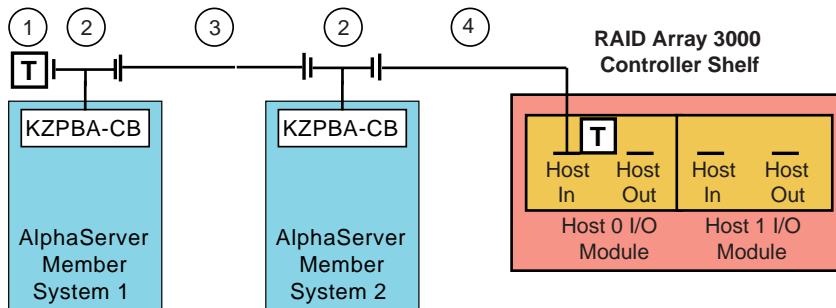 1 2 3 2 4
RAID Array 3000
Controller Shelf
T
KZPBA-CB
KZPBA-CB
T
Host
In
Host
Out
Host
In
Host
Out
Host 0 I/O
Module
Host 1 I/O
Module
AlphaServer
Member
System 1
AlphaServer
Member
System 2